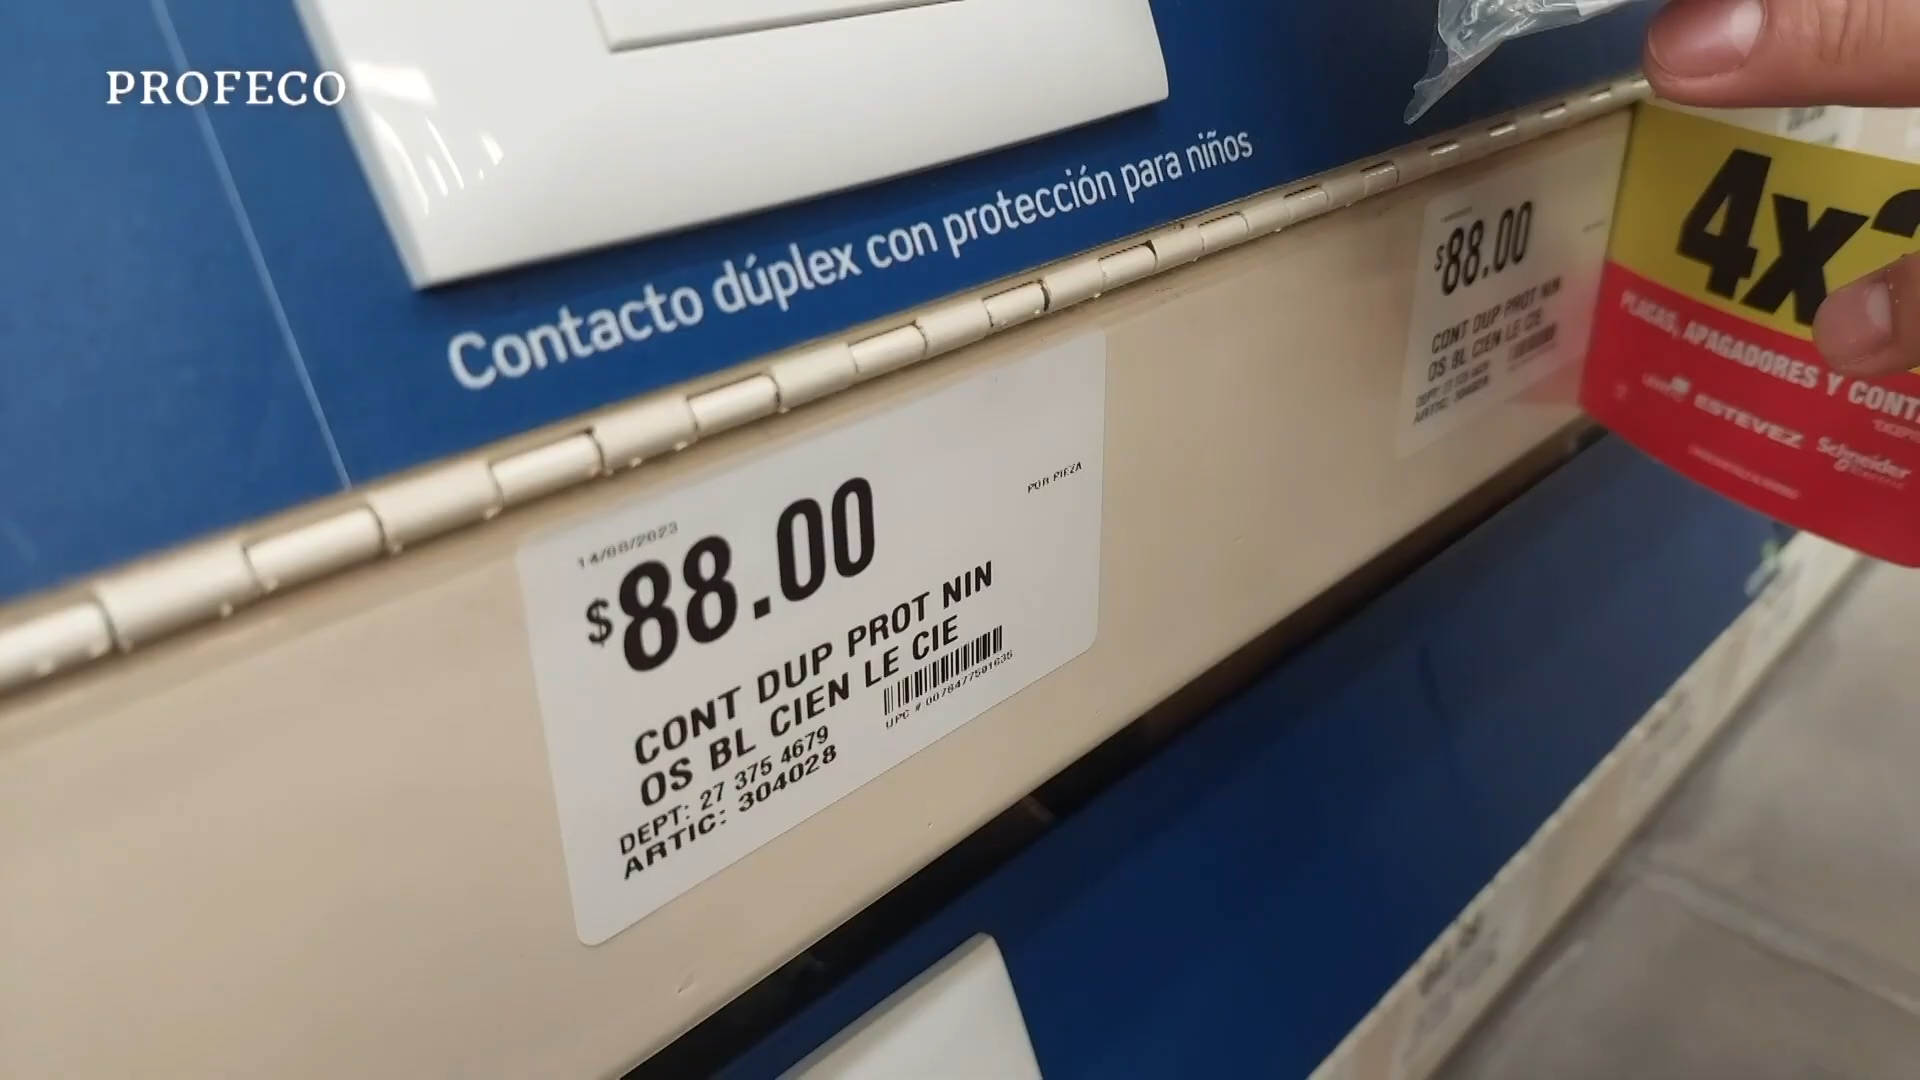 PROFECO
Contacto dúplex con protección para niños
14/08/2023
$88.00
POR PIEZA
CONT DUP PROT NIN
OS BL CIEN LE CIE
DEPT: 27 375 4679
ARTIC: 304028
UPC # 00784775
$88.00
CONT DUP PROT NIN
OS BL CIEN LE CIE
4x
PLACAS, APAGADORES Y CONT
ESTEVEZ
Schneider